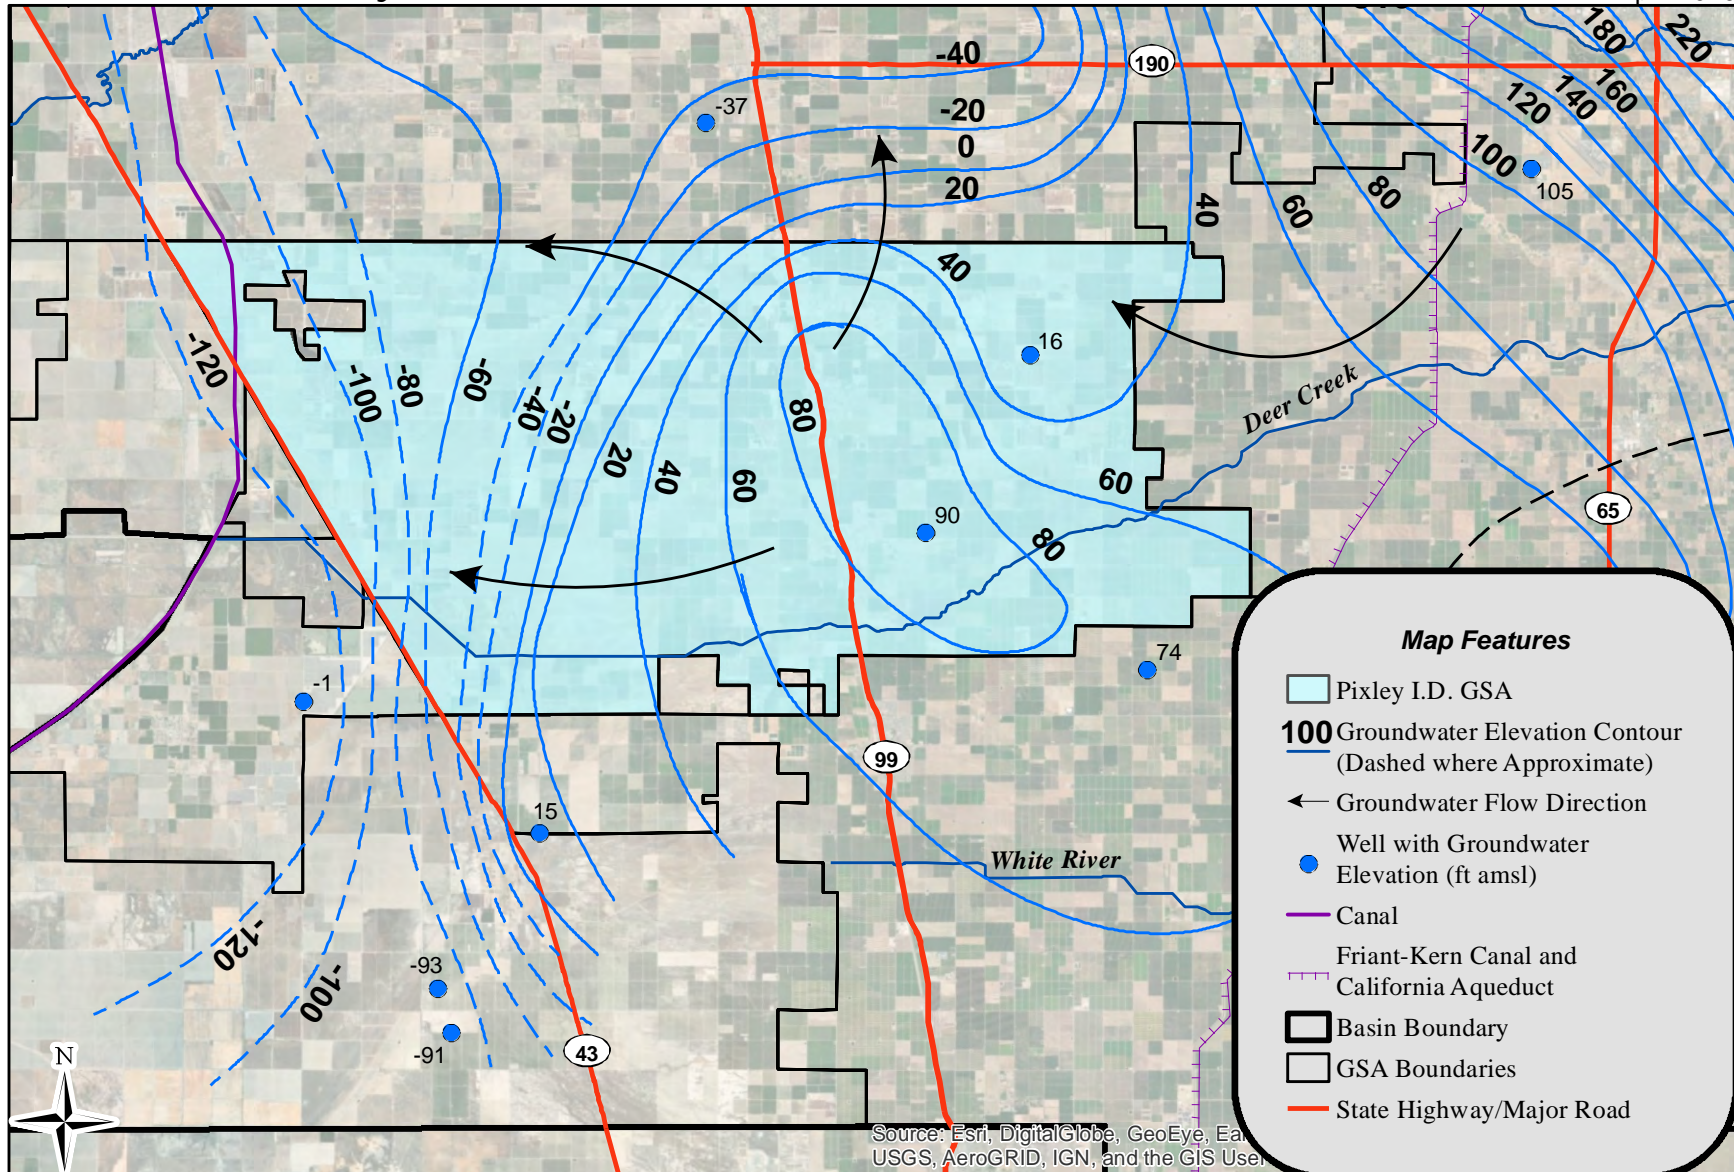 -40
190
180
220
-37
-20
120
140
160
0
100
105
20
40
60
80
40
16
-120
-100
-80
-60
-40
-20
20
40
60
80
Deer Creek
60
65
90
80
-1
74
99
15
White River
-120
-100
-93
-91
43
N
Map Features
Pixley I.D. GSA
100 Groundwater Elevation Contour
(Dashed where Approximate)
Groundwater Flow Direction
Well with Groundwater
Elevation (ft amsl)
Canal
Friant-Kern Canal and
California Aqueduct
Basin Boundary
GSA Boundaries
State Highway/Major Road
Source: Esri, DigitalGlobe, GeoEye,
USGS, AeroGRID, IGN, and the GIS User